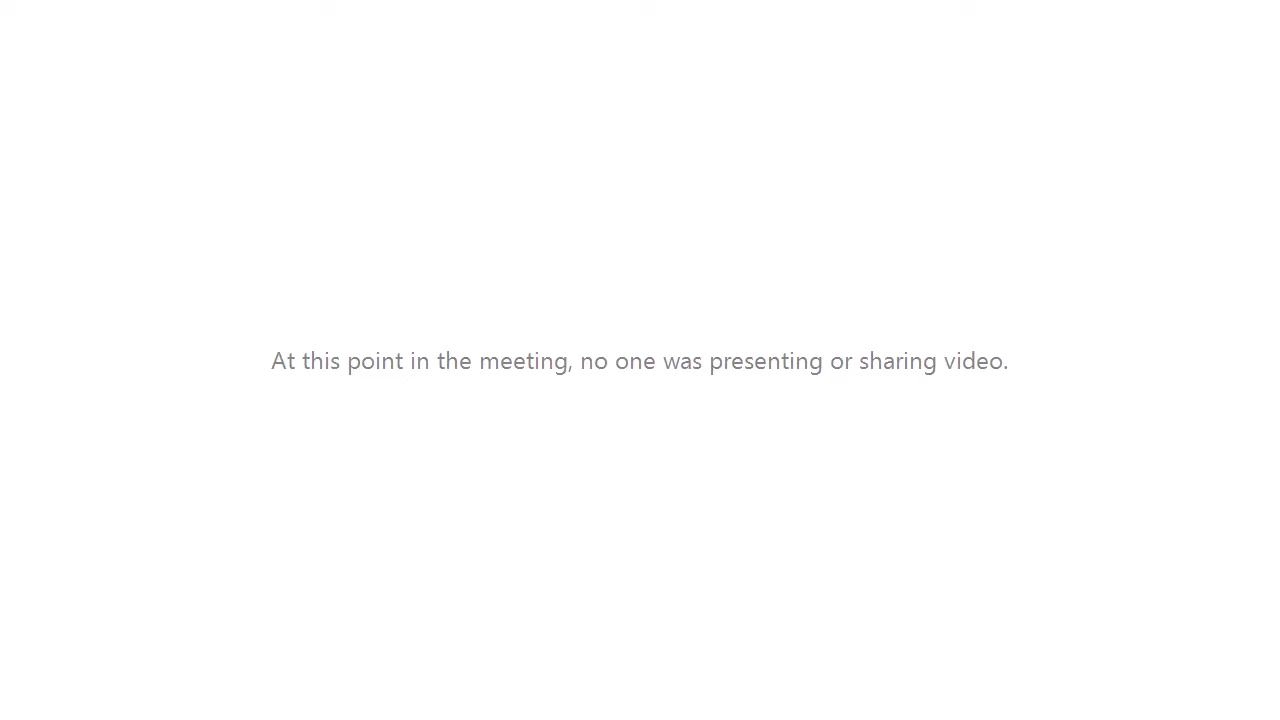 At this point in the meeting, no one was presenting or sharing video.